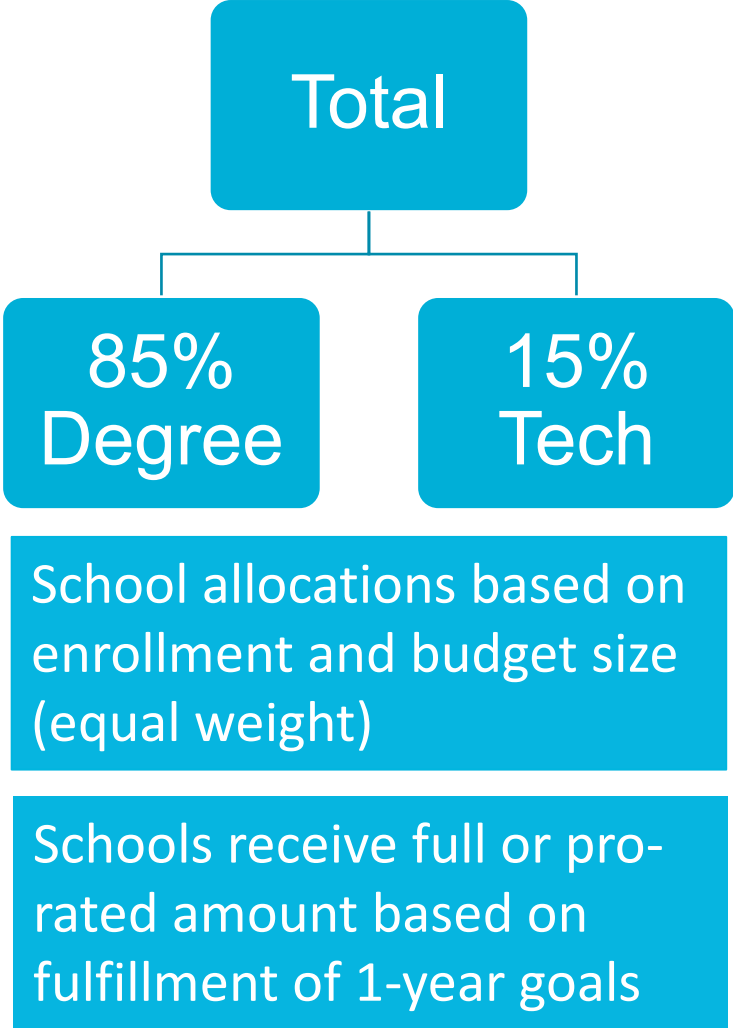 Total
85%
Degree
15%
Tech
School allocations based on
enrollment and budget size
(equal weight)
Schools receive full or pro-
rated amount based on
fulfillment of 1-year goals